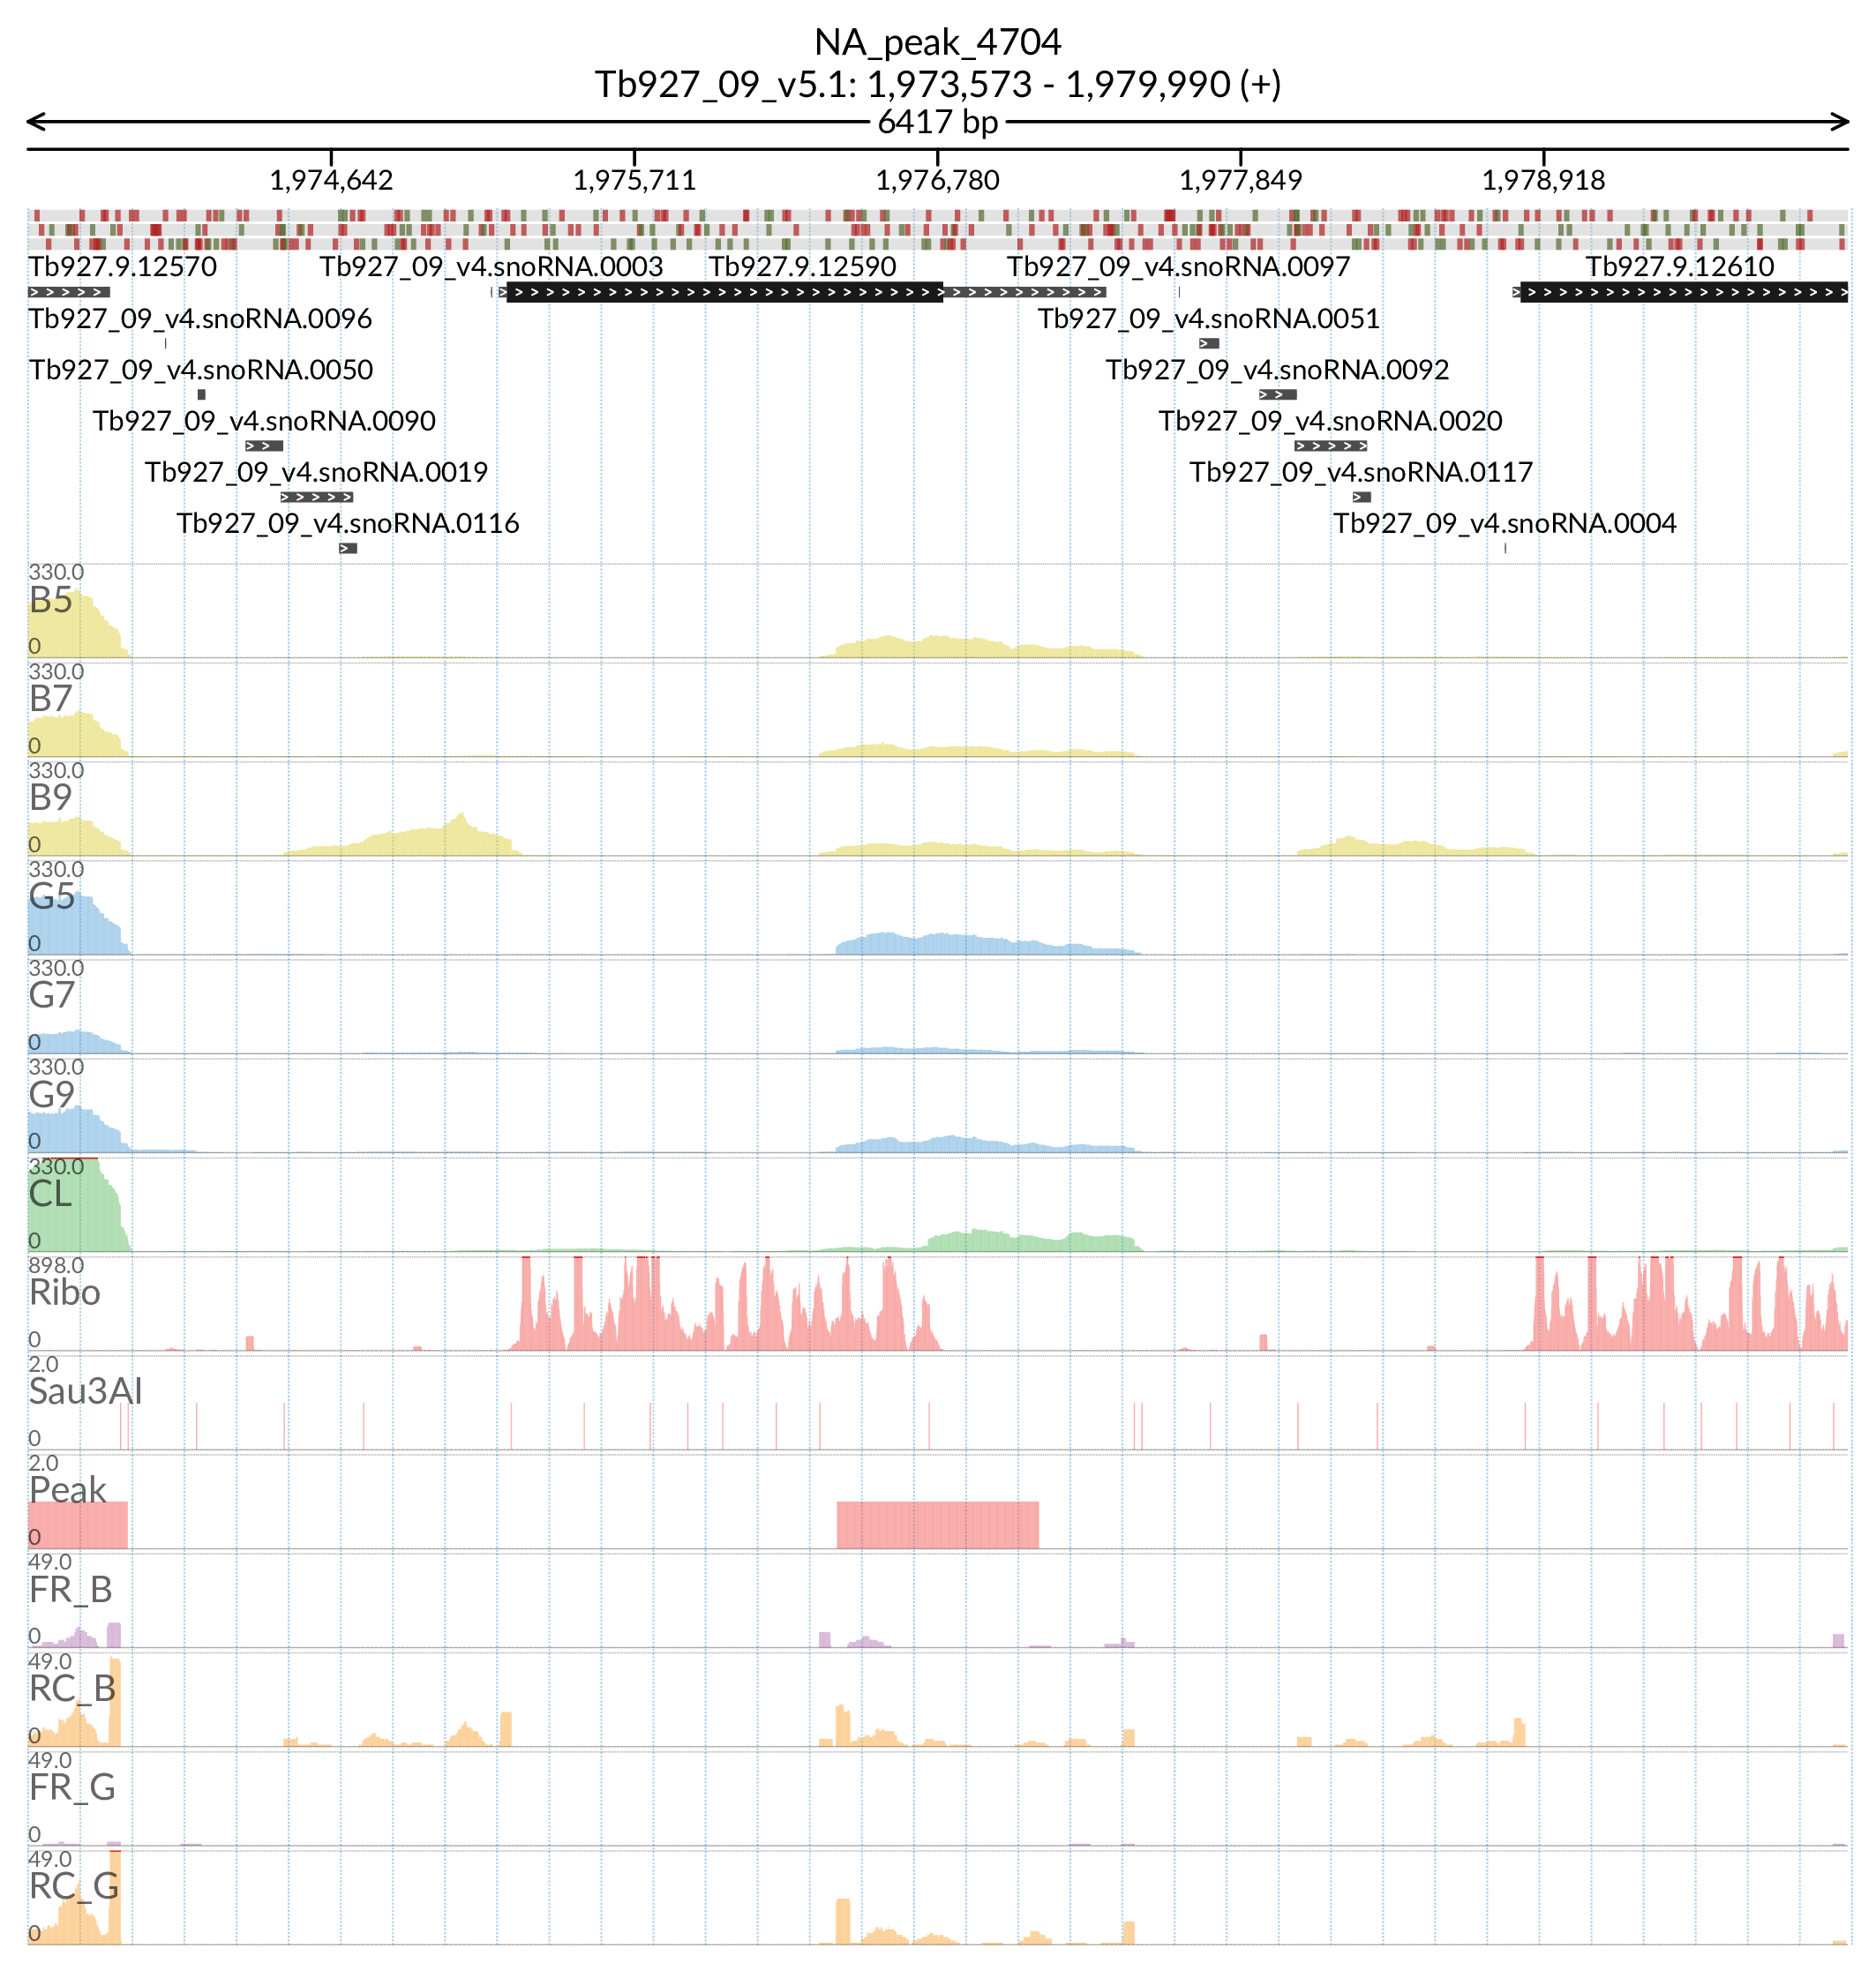 NA_peak_4704
Tb927_09_v5.1: 1,973,573 - 1,979,990 (+)
6417 bp
1,974,642 1,975,711 1,976,780 1,977,849 1,978,918
Tb927.9.12570 Tb927_09_v4.snoRNA.0003 Tb927.9.12590 Tb927_09_v4.snoRNA.0097 Tb927.9.12610
Tb927_09_v4.snoRNA.0096 Tb927_09_v4.snoRNA.0051
Tb927_09_v4.snoRNA.0050 Tb927_09_v4.snoRNA.0092
Tb927_09_v4.snoRNA.0090 Tb927_09_v4.snoRNA.0020
Tb927_09_v4.snoRNA.0019 Tb927_09_v4.snoRNA.0117
Tb927_09_v4.snoRNA.0116 Tb927_09_v4.snoRNA.0004
330.0
B5
0
330.0
B7
0
330.0
B9
0
330.0
G5
0
330.0
G7
0
330.0
G9
0
330.0
CL
0
898.0
Ribo
0
2.0
Sau3AI
0
2.0
Peak
0
49.0
FR_B
0
49.0
RC_B
0
49.0
FR_G
0
49.0
RC_G
0